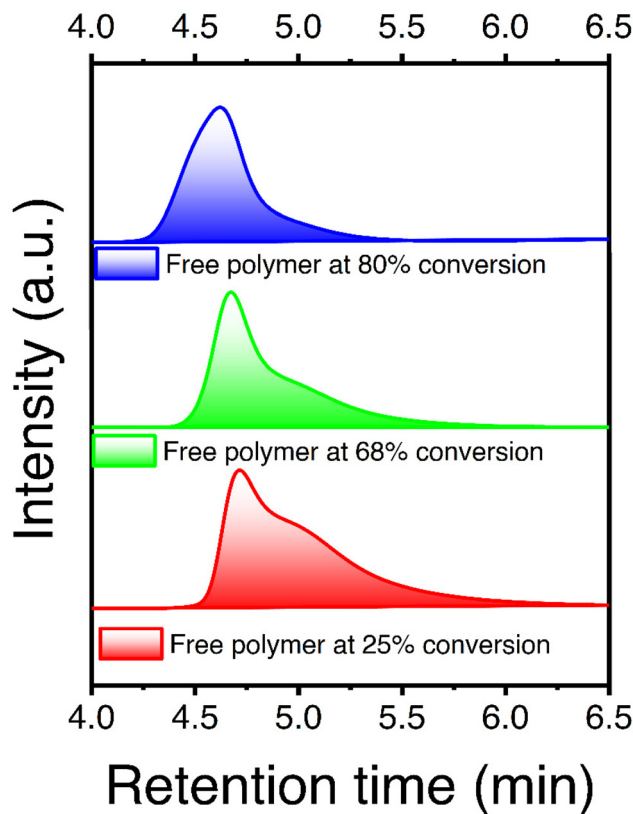 4.0 4.5 5.0 5.5 6.0 6.5
Intensity (a.u.)
Free polymer at 80% conversion
Free polymer at 68% conversion
Free polymer at 25% conversion
4.0 4.5 5.0 5.5 6.0 6.5
Retention time (min)